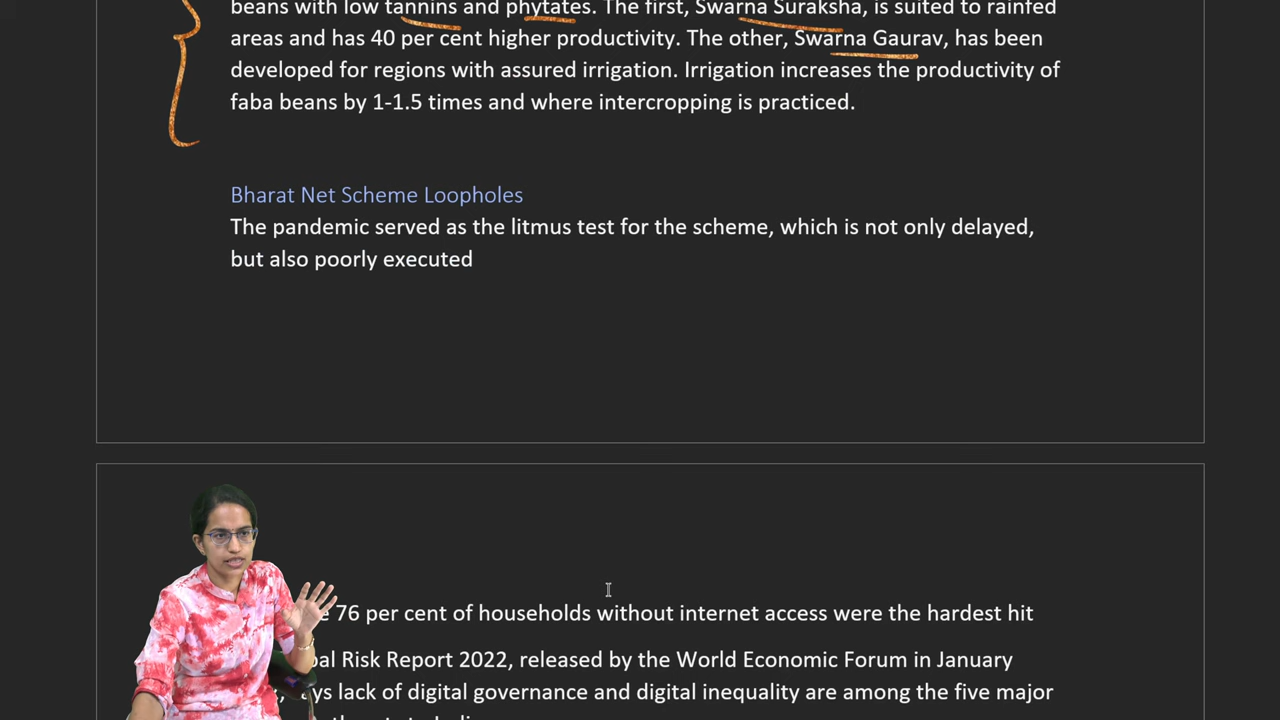 beans with low tannins and phytates. The first, Swarna Suraksha, is suited to rainfed
areas and has 40 per cent higher productivity. The other, Swarna Gaurav, has been
developed for regions with assured irrigation. Irrigation increases the productivity of
faba beans by 1-1.5 times and where intercropping is practiced.
Bharat Net Scheme Loopholes
The pandemic served as the litmus test for the scheme, which is not only delayed,
but also poorly executed
76 per cent of households without internet access were the hardest hit
Risk Report 2022, released by the World Economic Forum in January
lack of digital governance and digital inequality are among the five major